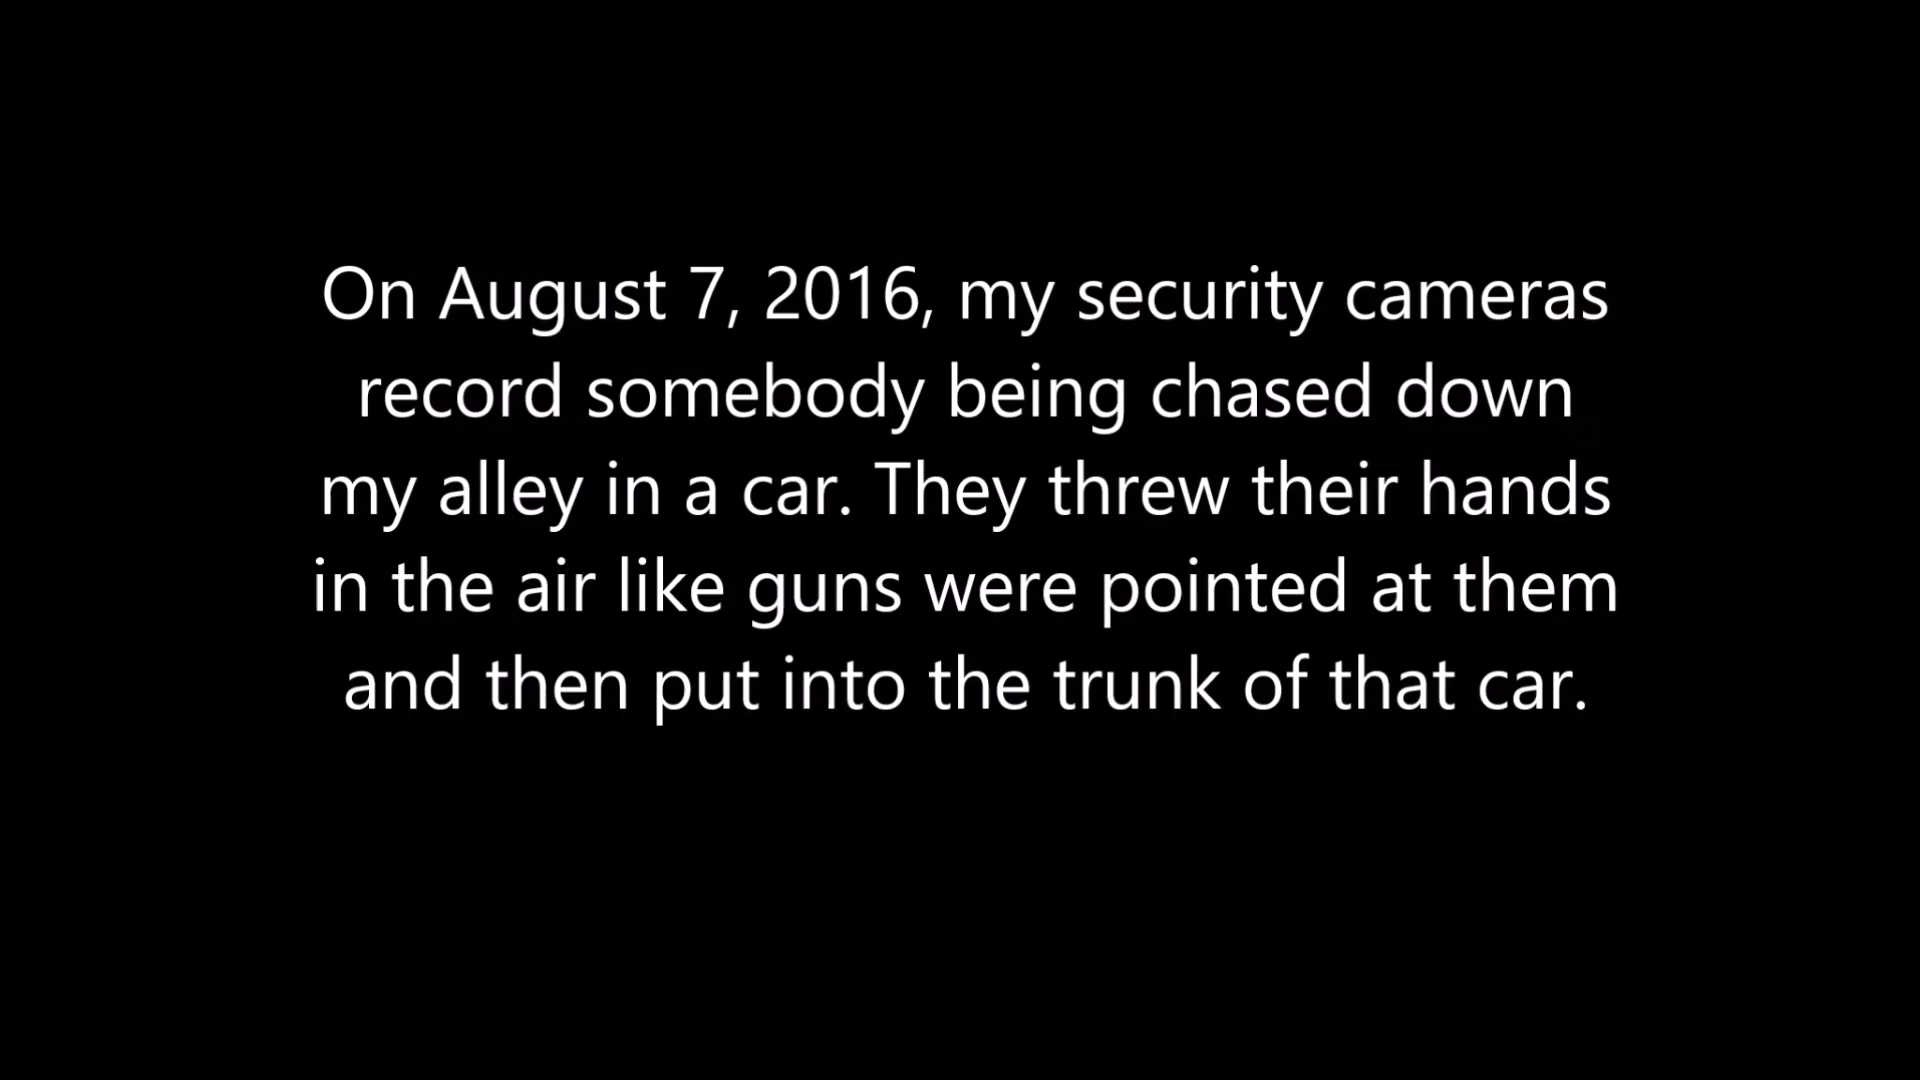 On August 7, 2016, my security cameras
record somebody being chased down
my alley in a car. They threw their hands
in the air like guns were pointed at them
and then put into the trunk of that car.